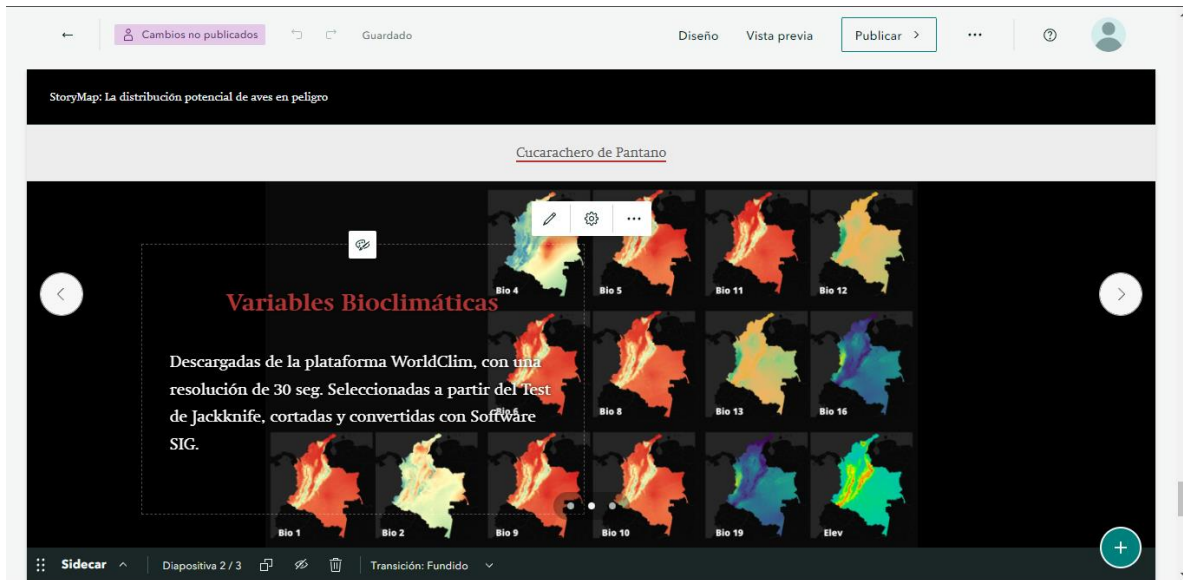 Cambios no publicados
Guardado
Diseño
Vista previa
Publicar >
StoryMap: La distribución potencial de aves en peligro
Cucarachero de Pantano
Variables Bioclimáticas
Descargadas de la plataforma WorldClim, con una
resolución de 30 seg. Seleccionadas a partir del Test
de Jackknife, cortadas y convertidas con Software
SIG.
Bio 4
Bio 5
Bio 11
Bio 12
Bio 6
Bio 8
Bio 13
Bio 16
Bio 1
Bio 2
Bio 9
Bio 10
Bio 19
Elev
Sidecar
Diapositiva 2 / 3
Transición: Fundido